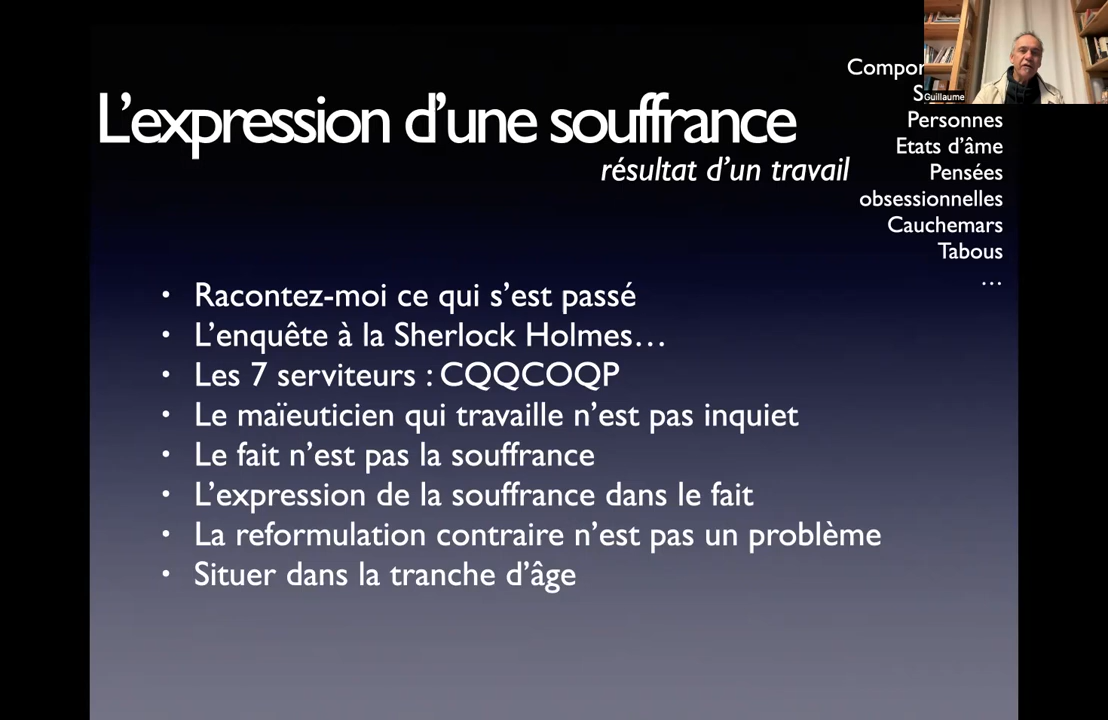 L'expression d'une souffrance
résultat d'un travail
Personnes
Etats d'âme
Pensées
obsessionnelles
Cauchemars
Tabous
...
Guillaume
• Racontez-moi ce qui s'est passé
• L'enquête à la Sherlock Holmes...
• Les 7 serviteurs : CQQCOQP
• Le maïeuticien qui travaille n'est pas inquiet
• Le fait n'est pas la souffrance
• L'expression de la souffrance dans le fait
• La reformulation contraire n'est pas un problème
• Situer dans la tranche d'âge